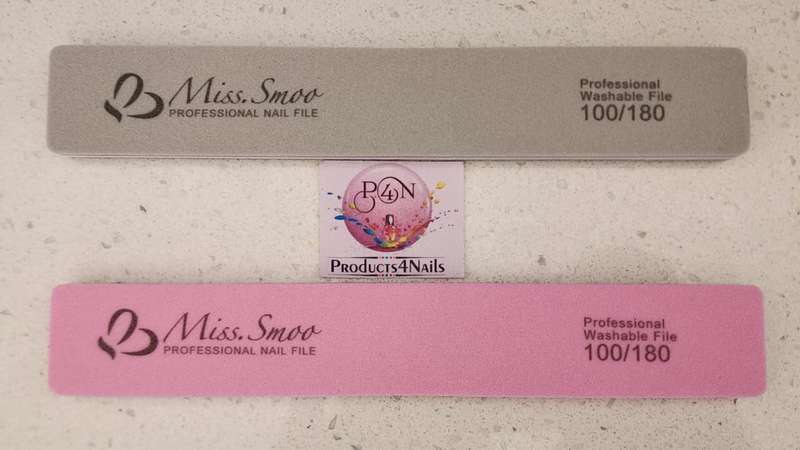 Miss. Smoo
PROFESSIONAL NAIL FILE
Professional
Washable File
100/180
P4N
Products4Nails
Miss. Smoo
PROFESSIONAL NAIL FILE
Professional
Washable File
100/180